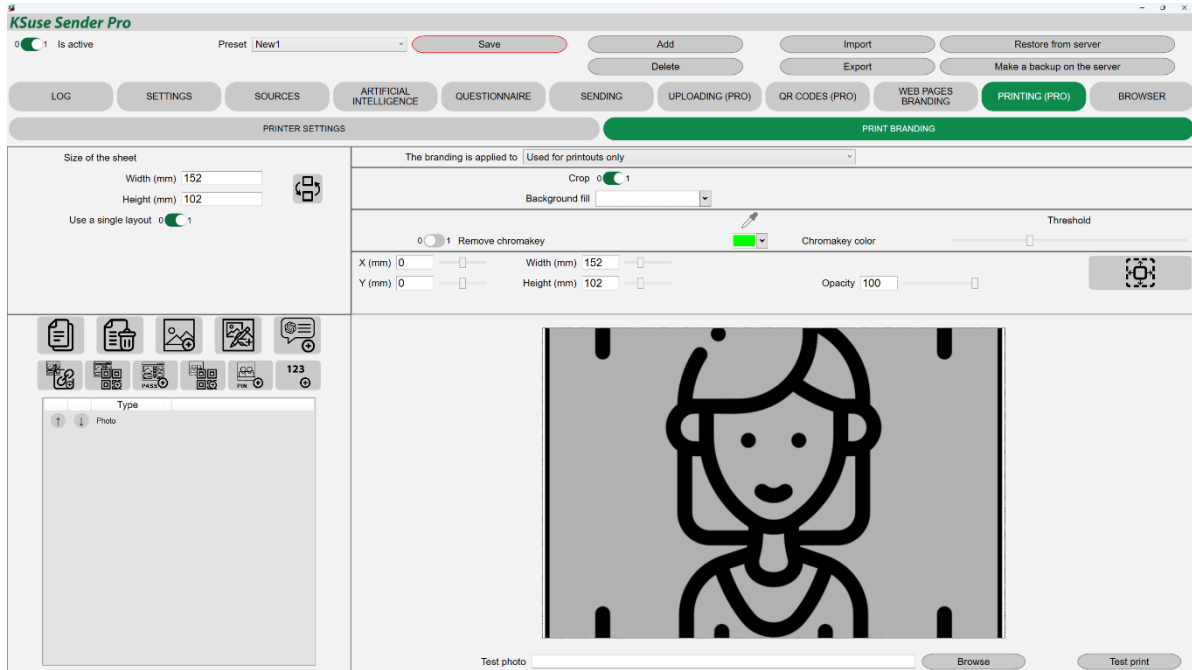 KSuse Sender Pro
0 1 Is active Preset New1 Save Add Import Restore from server
Delete Export Make a backup on the server
LOG SETTINGS SOURCES ARTIFICIAL INTELLIGENCE QUESTIONNAIRE SENDING UPLOADING (PRO) QR CODES (PRO) WEB PAGES BRANDING PRINTING (PRO) BROWSER
PRINTER SETTINGS PRINT BRANDING
Size of the sheet
Width (mm) 152
Height (mm) 102
Use a single layout 0 1
The branding is applied to Used for printouts only
Crop 0 1
Background fill
Threshold
0 1 Remove chromakey Chromakey color
X (mm) 0 Width (mm) 152
Y (mm) 0 Height (mm) 102 Opacity 100
PASS PIN 123
Type
↑ ↓ Photo
Test photo Browse Test print